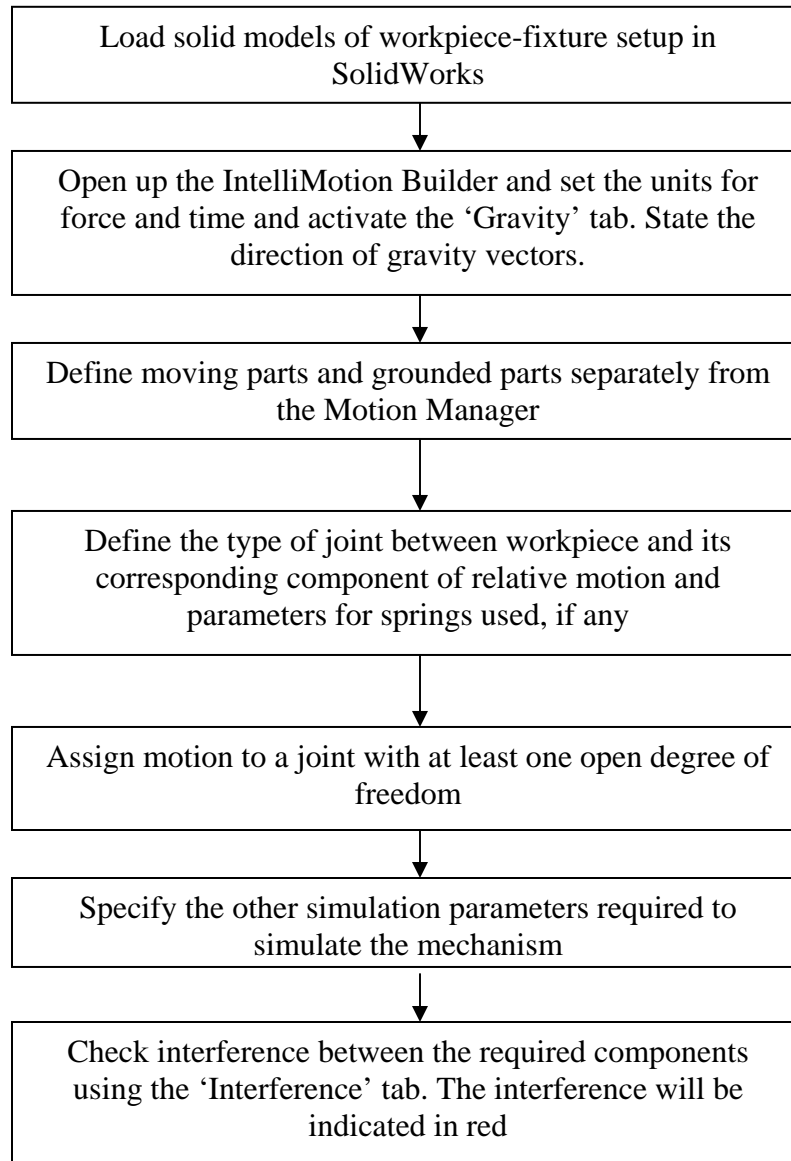 Load solid models of workpiece-fixture setup in
SolidWorks
Open up the IntelliMotion Builder and set the units for
force and time and activate the ‘Gravity’ tab. State the
direction of gravity vectors.
Define moving parts and grounded parts separately from
the Motion Manager
Define the type of joint between workpiece and its
corresponding component of relative motion and
parameters for springs used, if any
Assign motion to a joint with at least one open degree of
freedom
Specify the other simulation parameters required to
simulate the mechanism
Check interference between the required components
using the ‘Interference’ tab. The interference will be
indicated in red